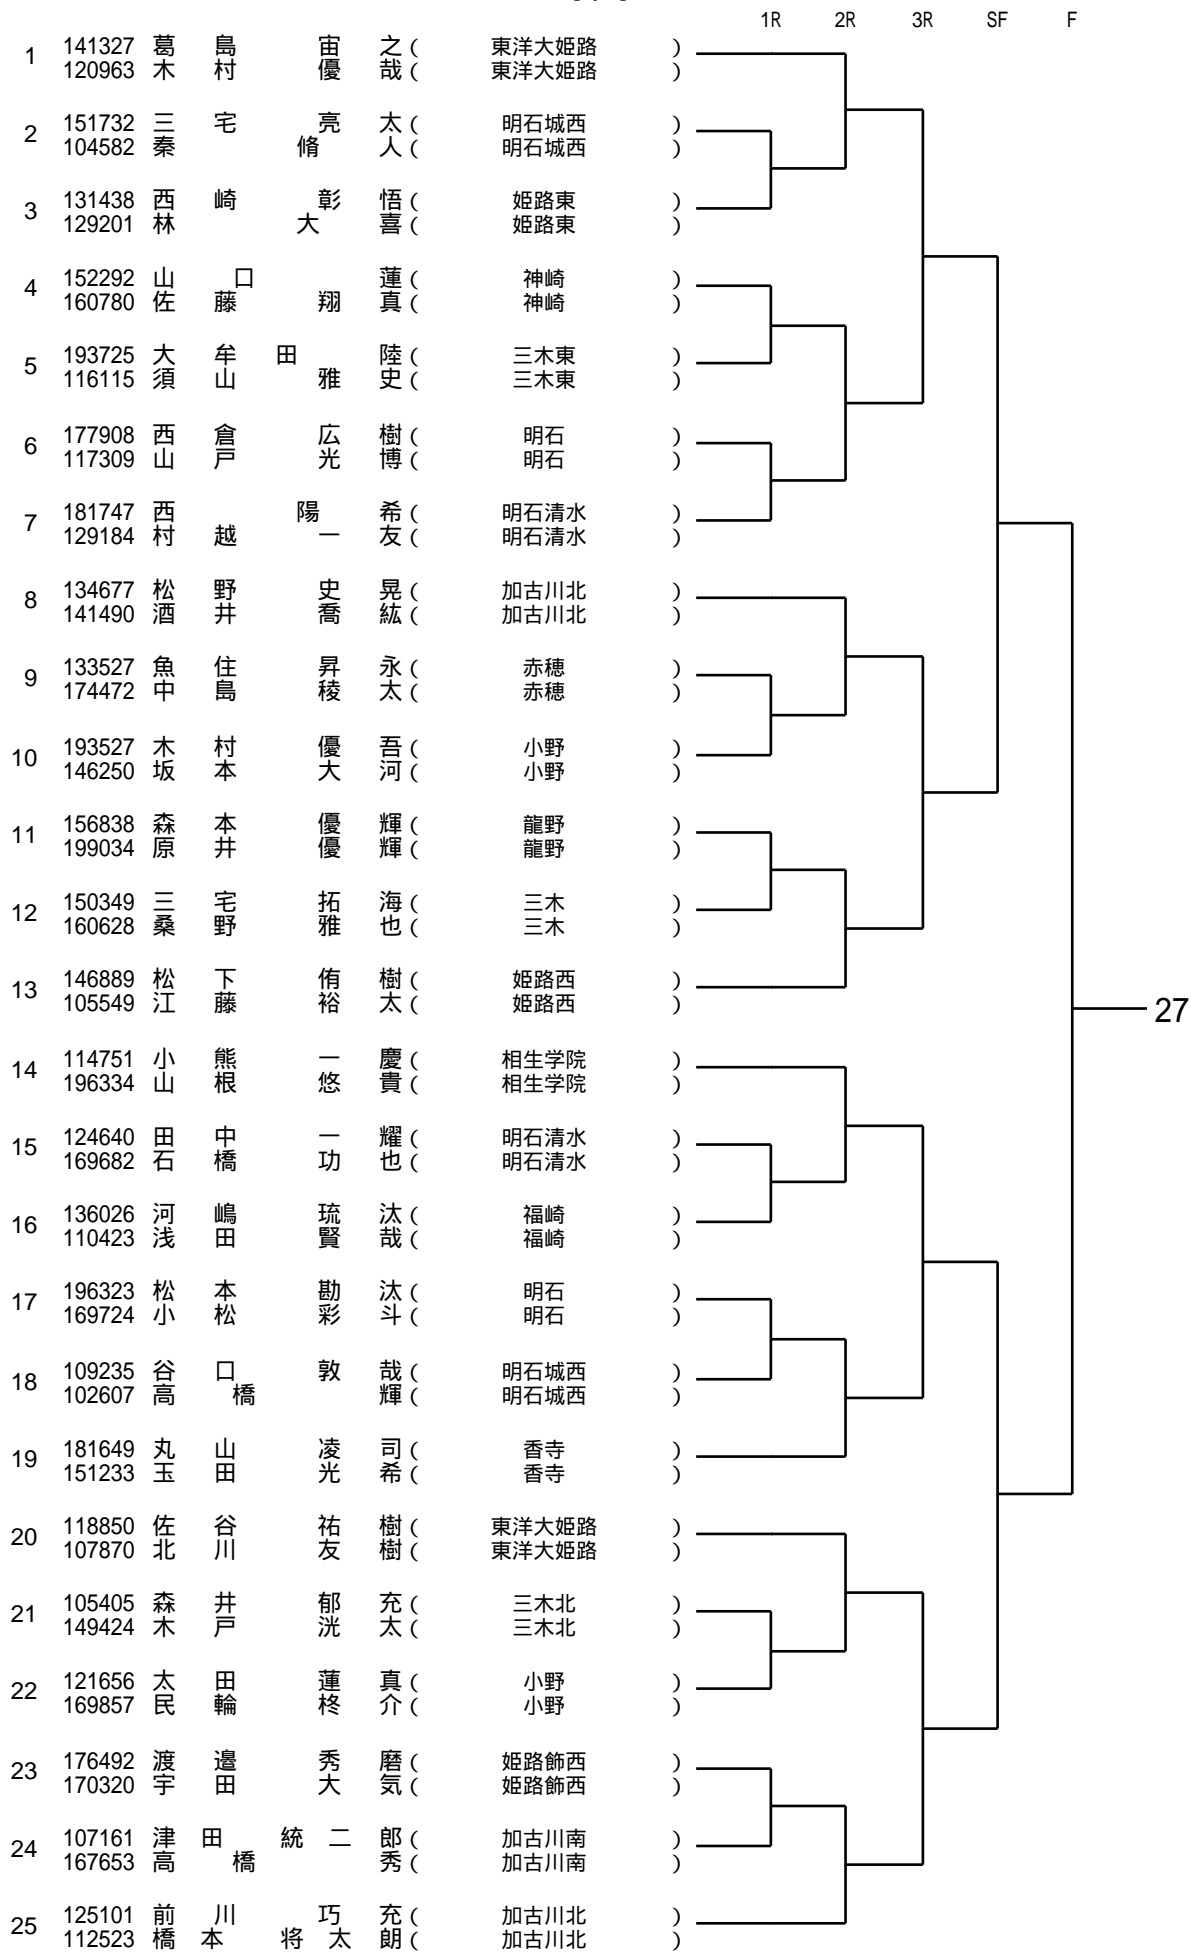 1R 2R 3R SF F
1 141327 葛島 宙之 ( 東洋大姫路 )
120963 木村 優哉 ( 東洋大姫路 )
2 151732 三宅 亮太 ( 明石城西 )
104582 秦 脩人 ( 明石城西 )
3 131438 西崎 彰悟 ( 姫路東 )
129201 林 大喜 ( 姫路東 )
4 152292 山口 蓮 ( 神崎 )
160780 佐藤 翔真 ( 神崎 )
5 193725 大牟田 陸 ( 三木東 )
116115 須山 雅史 ( 三木東 )
6 177908 西倉 広樹 ( 明石 )
117309 山戸 光博 ( 明石 )
7 181747 西 陽希 ( 明石清水 )
129184 村越 一友 ( 明石清水 )
8 134677 松野 史晃 ( 加古川北 )
141490 酒井 喬紘 ( 加古川北 )
9 133527 魚住 昇永 ( 赤穂 )
174472 中島 稜太 ( 赤穂 )
10 193527 木村 優吾 ( 小野 )
146250 坂本 大河 ( 小野 )
11 156838 森本 優輝 ( 龍野 )
199034 原井 優輝 ( 龍野 )
12 150349 三宅 拓海 ( 三木 )
160628 桑野 雅也 ( 三木 )
13 146889 松下 侑樹 ( 姫路西 )
105549 江藤 裕太 ( 姫路西 )
27
14 114751 小熊 一慶 ( 相生学院 )
196334 山根 悠貴 ( 相生学院 )
15 124640 田中 一耀 ( 明石清水 )
169682 石橋 功也 ( 明石清水 )
16 136026 河嶋 琉汰 ( 福崎 )
110423 浅田 賢哉 ( 福崎 )
17 196323 松本 勘汰 ( 明石 )
169724 小松 彩斗 ( 明石 )
18 109235 谷口 敦哉 ( 明石城西 )
102607 高橋 輝 ( 明石城西 )
19 181649 丸山 凌司 ( 香寺 )
151233 玉田 光希 ( 香寺 )
20 118850 佐谷 祐樹 ( 東洋大姫路 )
107870 北川 友樹 ( 東洋大姫路 )
21 105405 森井 郁充 ( 三木北 )
149424 木戸 洸太 ( 三木北 )
22 121656 太田 蓮真 ( 小野 )
169857 民輪 柊介 ( 小野 )
23 176492 渡邉 秀磨 ( 姫路飾西 )
170320 宇田 大気 ( 姫路飾西 )
24 107161 津田 統二郎 ( 加古川南 )
167653 高橋 秀 ( 加古川南 )
25 125101 前川 巧充 ( 加古川北 )
112523 橋本 将太朗 ( 加古川北 )